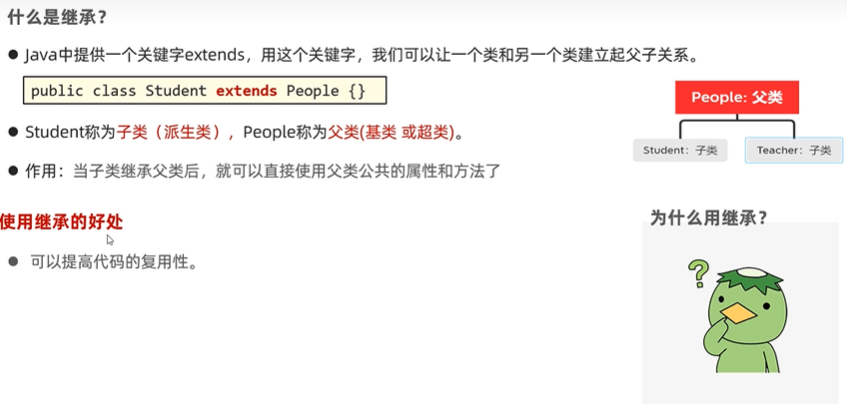 什么是继承？
● Java中提供一个关键字extends，用这个关键字，我们可以让一个类和另一个类建立起父子关系。
public class Student extends People {}
● Student称为子类（派生类），People称为父类(基类 或超类)。
● 作用：当子类继承父类后，就可以直接使用父类公共的属性和方法了
People: 父类
Student：子类
Teacher：子类
使用继承的好处
● 可以提高代码的复用性。
为什么用继承？
?